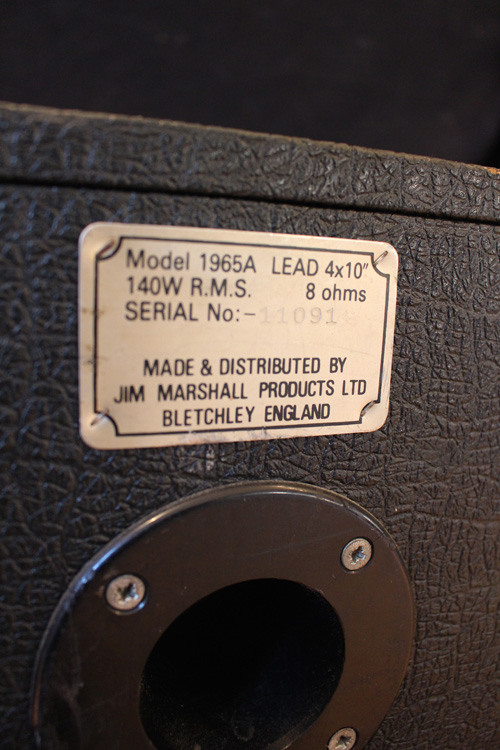 Model 1965A LEAD 4x10"
140W R.M.S. 8 ohms
SERIAL No:-
MADE & DISTRIBUTED BY
JIM MARSHALL PRODUCTS LTD
BLETCHLEY ENGLAND